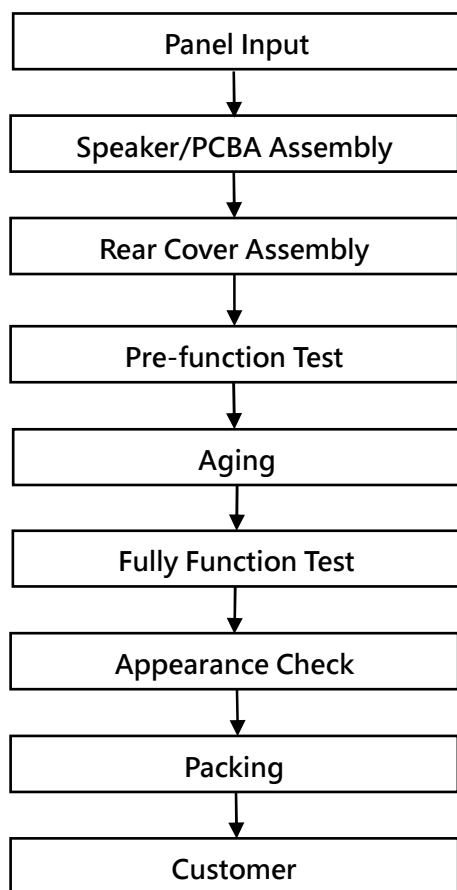 Panel Input
Speaker/PCBA Assembly
Rear Cover Assembly
Pre-function Test
Aging
Fully Function Test
Appearance Check
Packing
Customer